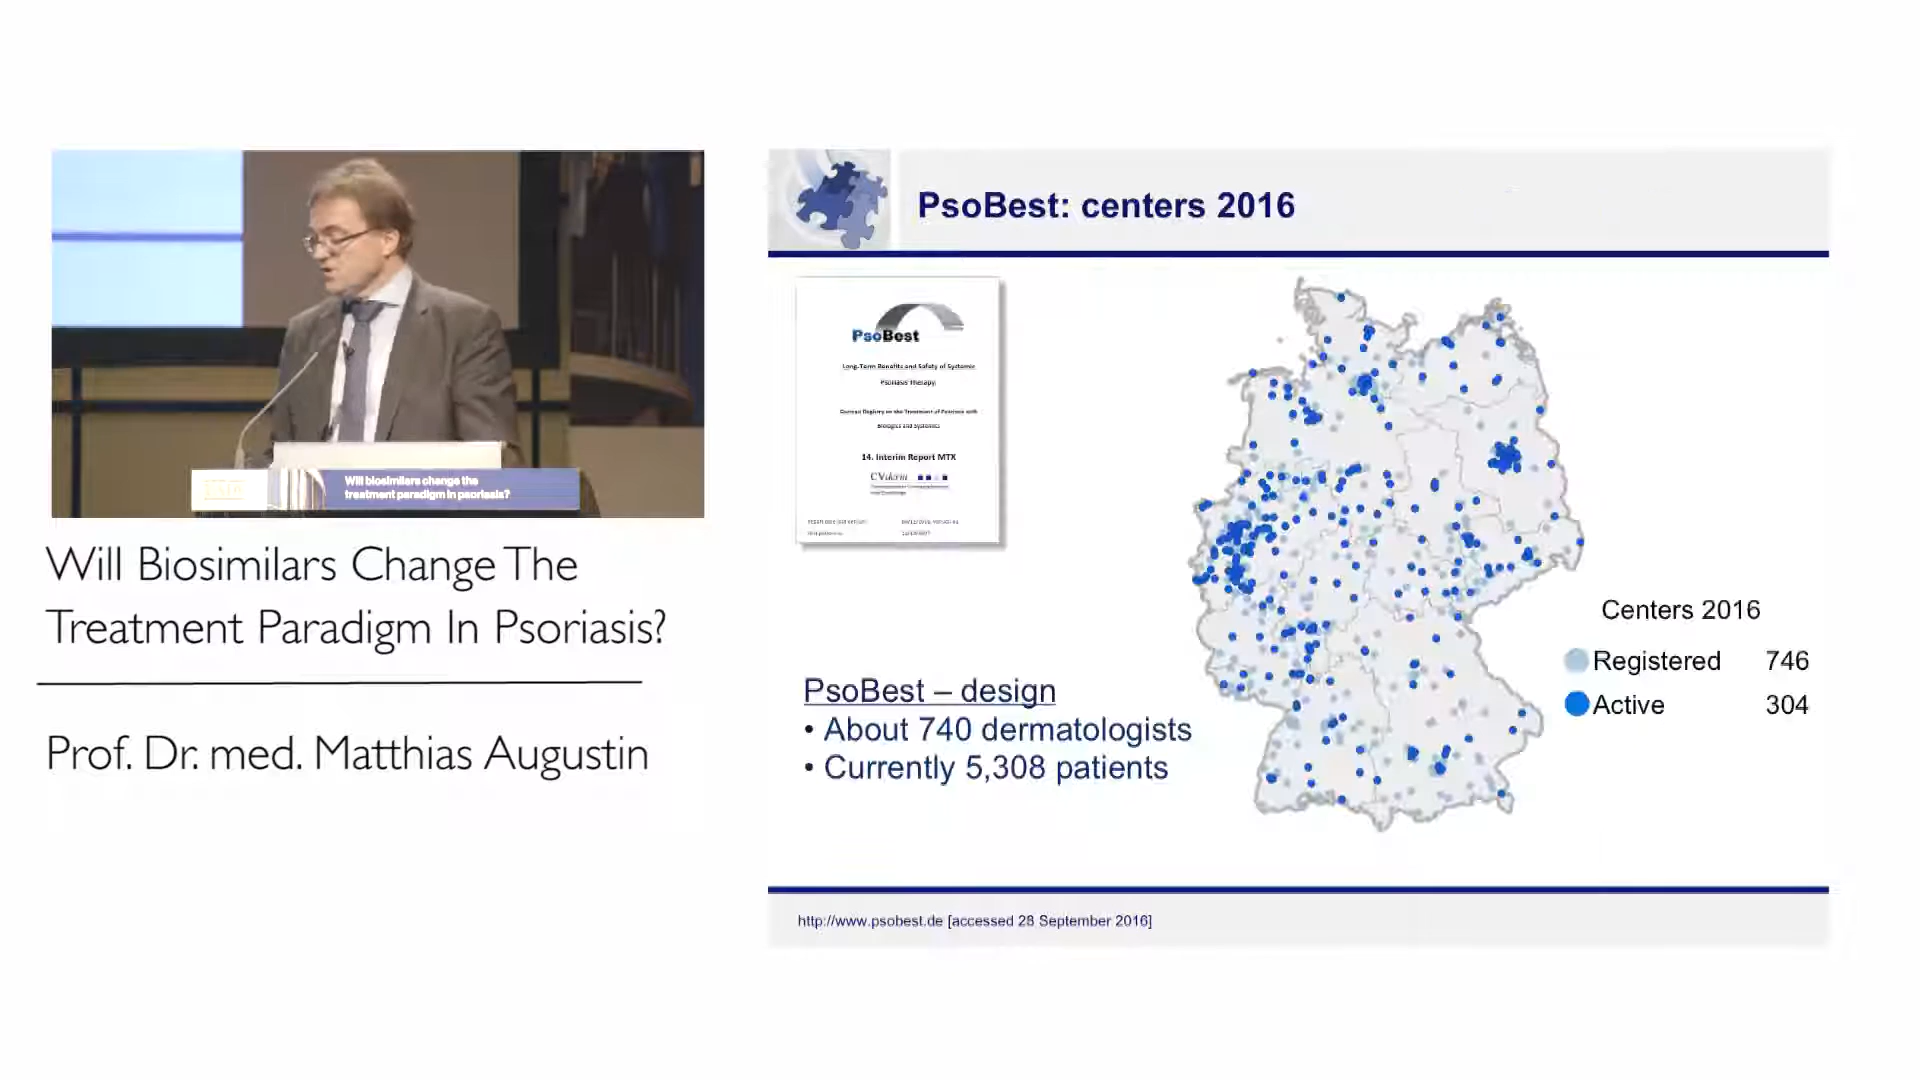 Will biosimilars change the
treatment paradigm in psoriasis?
Will Biosimilars Change The
Treatment Paradigm In Psoriasis?
Prof. Dr. med. Matthias Augustin
PsoBest: centers 2016
PsoBest
Long-Term Benefits and Safety of Systemic
Psoriasis Therapy
German Registry on the Treatment of Psoriasis with
Biologics and Systemics
14. Interim Report MTX
CVderm
PsoBest – design
• About 740 dermatologists
• Currently 5,308 patients
Centers 2016
Registered 746
Active 304
http://www.psobest.de [accessed 28 September 2016]